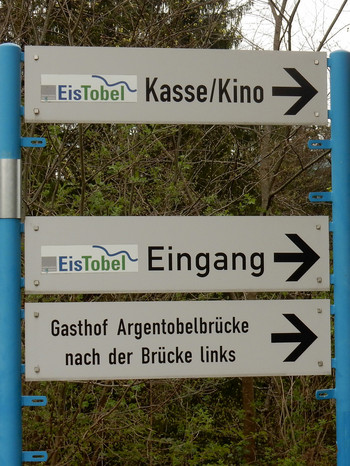 EisTobel Kasse/Kino
EisTobel Eingang
Gasthof Argentobelbrücke
nach der Brücke links